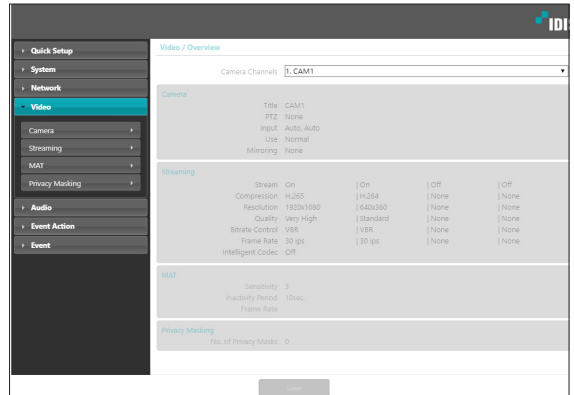 IDIS
Quick Setup
System
Network
Video
Camera
Streaming
MAT
Privacy Masking
Audio
Event Action
Event
Video / Overview
Camera Channels 1. CAM1
Camera
Title CAM1
PTZ None
Input Auto, Auto
Use Normal
Mirroring None
Streaming
Stream On | On | Off | Off
Compression H.265 | H.264 | None | None
Resolution 1920x1080 | 640x360 | None | None
Quality Very High | Standard | None | None
Bitrate Control VBR | VBR | None | None
Frame Rate 30 ips | 30 ips | None | None
Intelligent Codec Off
MAT
Sensitivity 3
Inactivity Period 10sec.
Frame Rate
Privacy Masking
No. of Privacy Masks 0